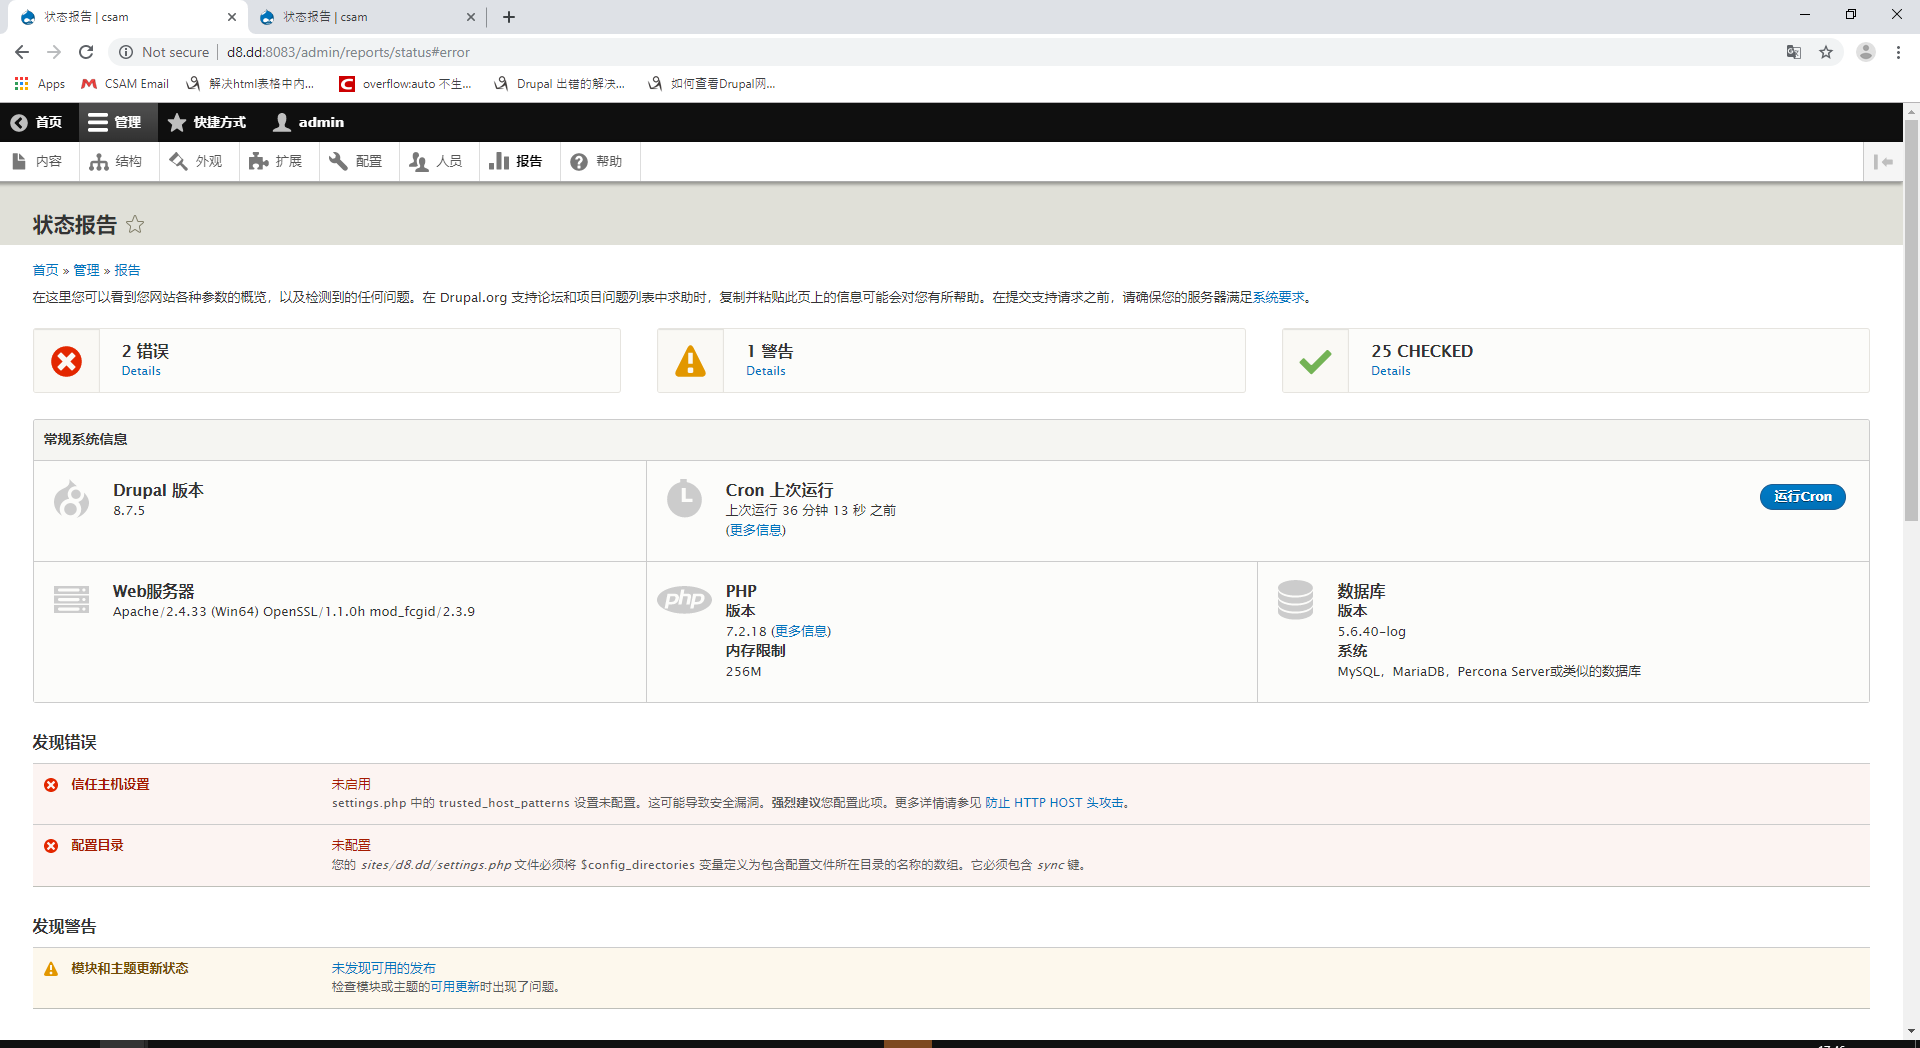 状态报告 | csam
状态报告 | csam
Not secure | d8.dd:8083/admin/reports/status#error
Apps
CSAM Email
解决html表格中内...
overflow:auto 不生...
Drupal 出错的解决...
如何查看Drupal网...
首页
管理
快捷方式
admin
内容
结构
外观
扩展
配置
人员
报告
帮助
状态报告
首页 » 管理 » 报告
在这里您可以看到您网站各种参数的概览，以及检测到的任何问题。在 Drupal.org 支持论坛和项目问题列表中求助时，复制并粘贴此页上的信息可能会对您有所帮助。在提交支持请求之前，请确保您的服务器满足系统要求。
2 错误
Details
1 警告
Details
25 CHECKED
Details
常规系统信息
Drupal 版本
8.7.5
Cron 上次运行
上次运行 36 分钟 13 秒 之前
(更多信息)
运行Cron
Web服务器
Apache/2.4.33 (Win64) OpenSSL/1.1.0h mod_fcgid/2.3.9
php
PHP
版本
7.2.18 (更多信息)
内存限制
256M
数据库
版本
5.6.40-log
系统
MySQL，MariaDB，Percona Server或类似的数据库
发现错误
信任主机设置
未启用
settings.php 中的 trusted_host_patterns 设置未配置。这可能导致安全漏洞。强烈建议您配置此项。更多详情请参见 防止 HTTP HOST 头攻击。
配置目录
未配置
您的 sites/d8.dd/settings.php 文件必须将 $config_directories 变量定义为包含配置文件所在目录的名称的数组。它必须包含 sync 键。
发现警告
模块和主题更新状态
未发现可用的发布
检查模块或主题的可用更新时出现了问题。